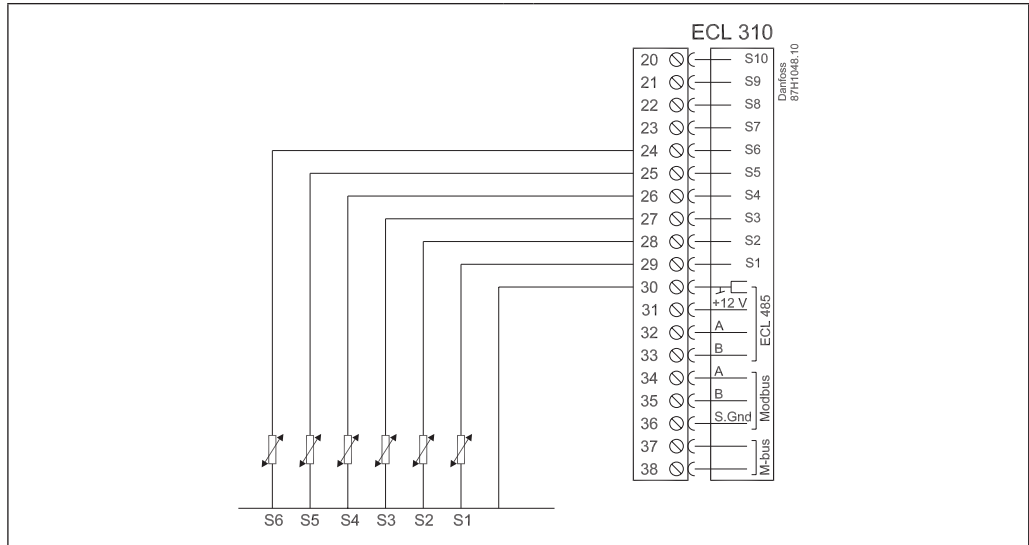 ECL 310
Danfoss
87H1048.10
20 S10
21 S9
22 S8
23 S7
24 S6
25 S5
26 S4
27 S3
28 S2
29 S1
30
31 +12 V
32 A
33 B
ECL 485
34 A
35 B
36 S.Gnd
Modbus
37
38
M-bus
S6 S5 S4 S3 S2 S1